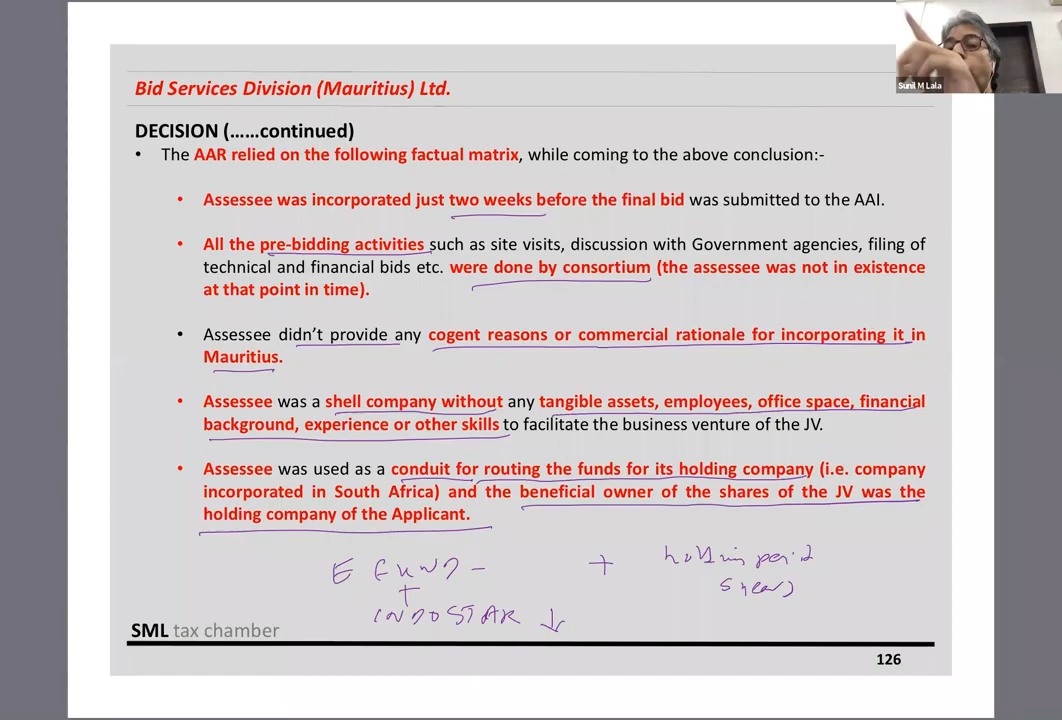 Sunil M Lala
Bid Services Division (Mauritius) Ltd.
DECISION (……continued)
• The AAR relied on the following factual matrix, while coming to the above conclusion:-
• Assessee was incorporated just two weeks before the final bid was submitted to the AAI.
• All the pre-bidding activities such as site visits, discussion with Government agencies, filing of
technical and financial bids etc. were done by consortium (the assessee was not in existence
at that point in time).
• Assessee didn’t provide any cogent reasons or commercial rationale for incorporating it in
Mauritius.
• Assessee was a shell company without any tangible assets, employees, office space, financial
background, experience or other skills to facilitate the business venture of the JV.
• Assessee was used as a conduit for routing the funds for its holding company (i.e. company
incorporated in South Africa) and the beneficial owner of the shares of the JV was the
holding company of the Applicant.
+ holding period
5 years
INDOSTAR ↓
SML tax chamber
126